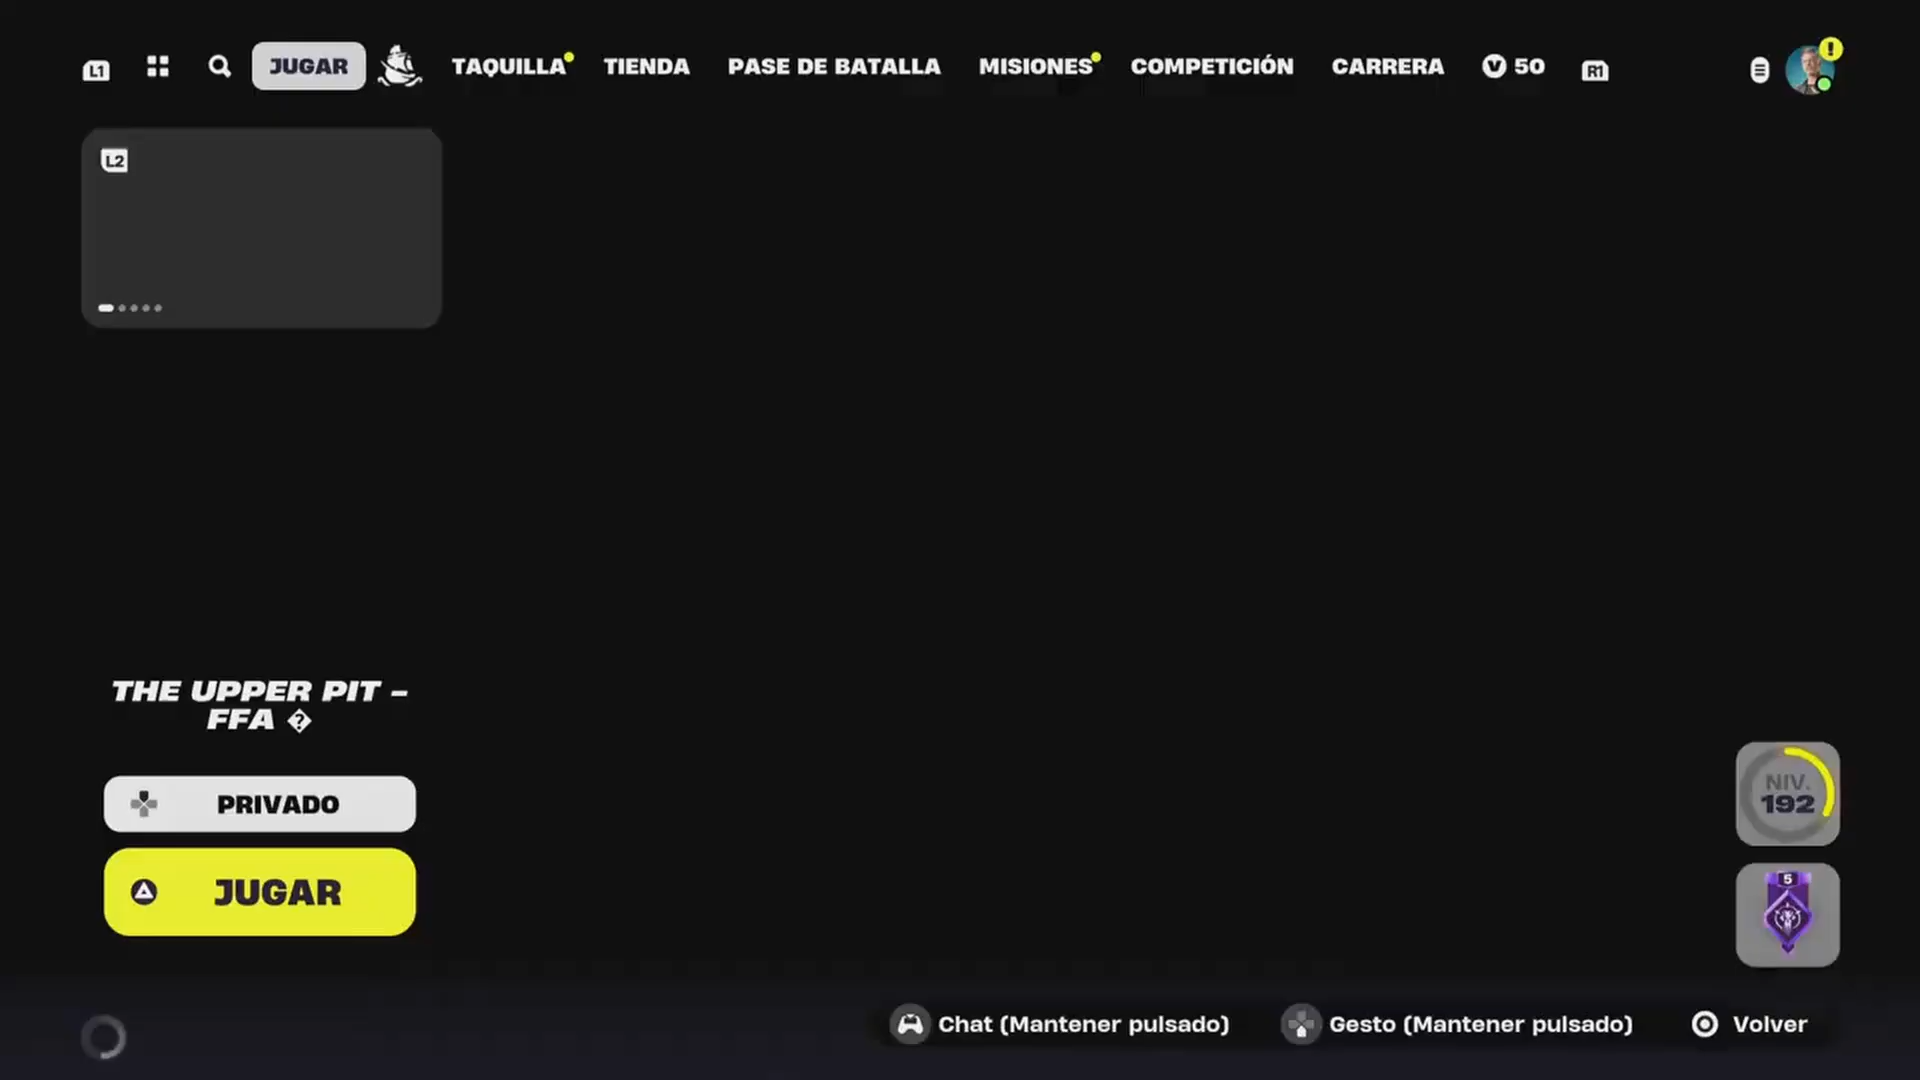 L1
JUGAR
TAQUILLA
TIENDA
PASE DE BATALLA
MISIONES
COMPETICIÓN
CARRERA
V 50
R1
!
L2
THE UPPER PIT –
FFA �
PRIVADO
JUGAR
NIV.
192
5
Chat (Mantener pulsado)
Gesto (Mantener pulsado)
Volver